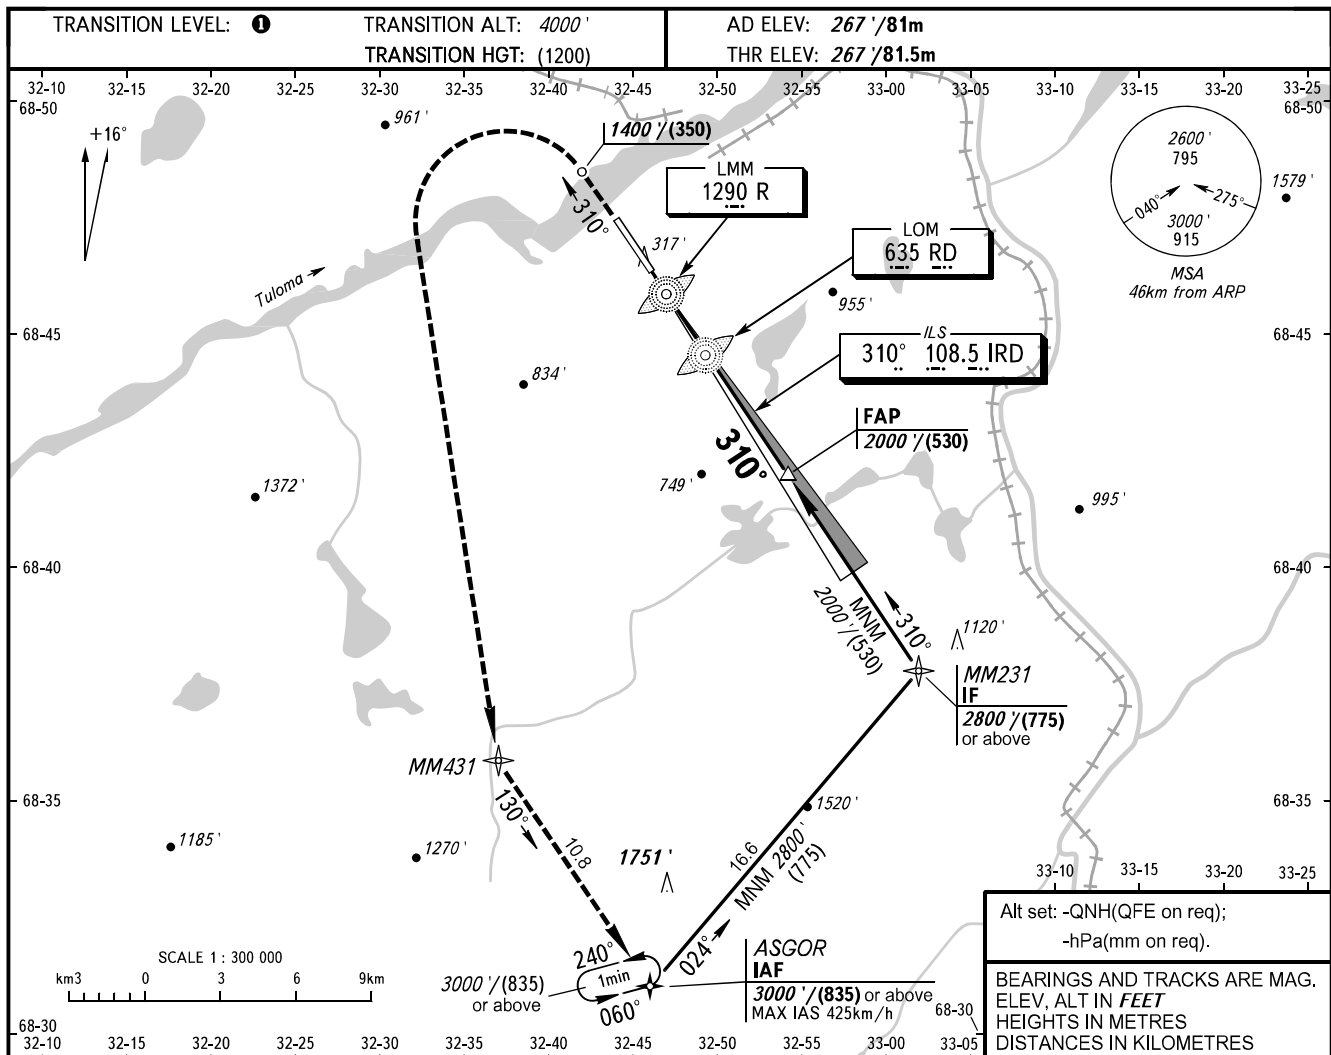 TRANSITION LEVEL: ❶ TRANSITION ALT: 4000 ' AD ELEV: 267 '/81m
TRANSITION HGT: (1200) THR ELEV: 267 '/81.5m
32-10 32-15 32-20 32-25 32-30 32-35 32-40 32-45 32-50 32-55 33-00 33-05 33-10 33-15 33-20 33-25
68-50 68-50
+16°
961 '
1400 '/(350)
LMM
1290 R
310°
317 '
LOM
635 RD
2600 '
795
040° 275°
3000 '
915
1579 '
MSA
46km from ARP
Tuloma
955 '
68-45 68-45
ILS
310° 108.5 IRD
834 '
FAP
2000 '/(530)
310°
749 '
1372 '
995 '
68-40 68-40
MNM
2000 '/(530)
310°
1120 '
MM231
IF
2800 '/(775)
or above
MM431
130°
10.8
68-35 68-35
1520 '
1185 '
1270 '
1751 '
16.6
MNM 2800 '
(775)
33-10 33-15 33-20 33-25
024°
SCALE 1 : 300 000
km3 0 3 6 9km
240°
1min
060°
3000 '/(835)
or above
ASGOR
IAF
3000 '/(835) or above
MAX IAS 425km/h
Alt set: -QNH(QFE on req);
-hPa(mm on req).
BEARINGS AND TRACKS ARE MAG.
ELEV, ALT IN FEET
HEIGHTS IN METRES
DISTANCES IN KILOMETRES
68-30 68-30
32-10 32-15 32-20 32-25 32-30 32-35 32-40 32-45 32-50 32-55 33-00 33-05